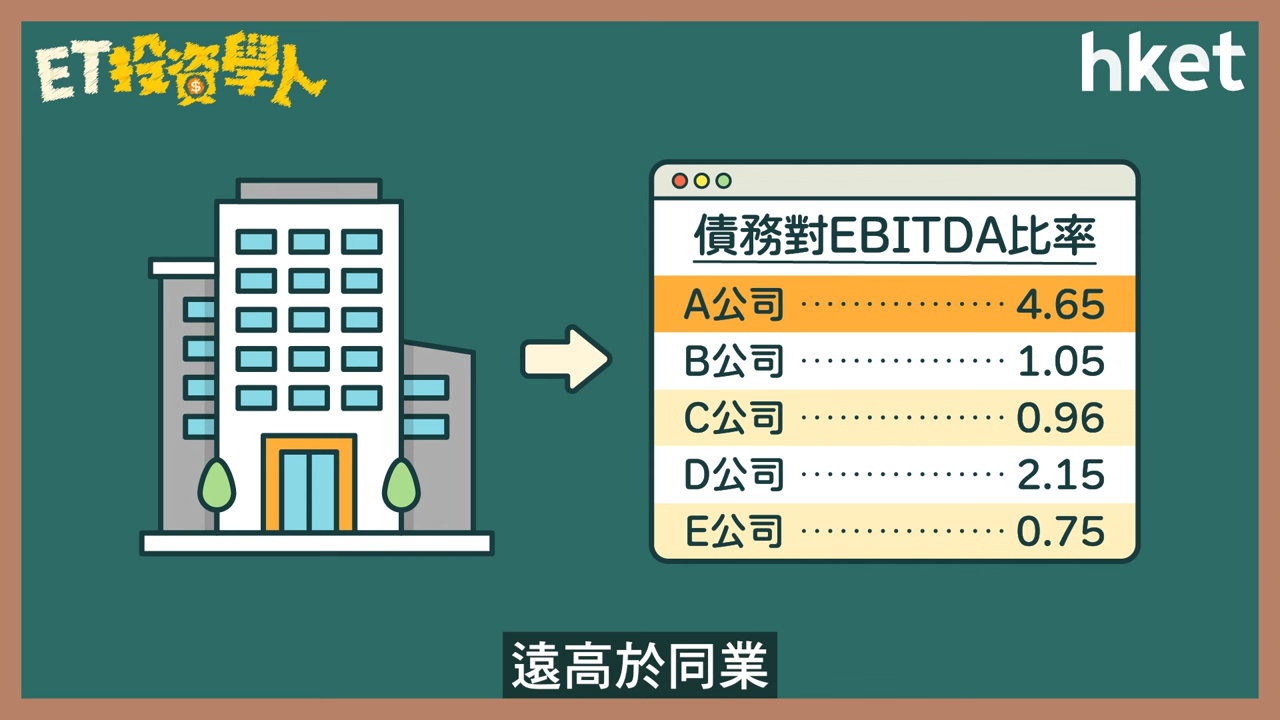 ET投資學人
hket
債務對EBITDA比率
A公司 ................ 4.65
B公司 ................ 1.05
C公司 ................ 0.96
D公司 ................ 2.15
E公司 ................ 0.75
遠高於同業